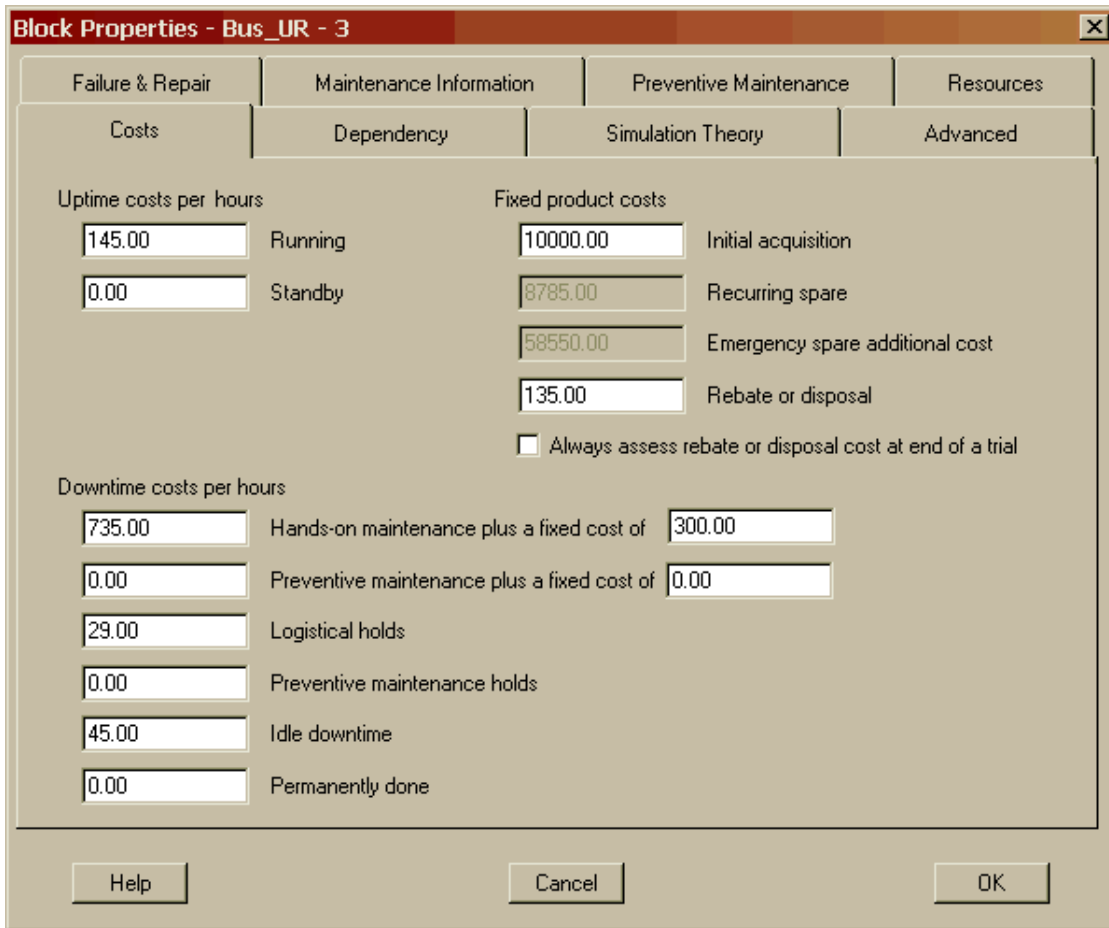 Block Properties - Bus_UR - 3
Failure & Repair Maintenance Information Preventive Maintenance Resources
Costs Dependency Simulation Theory Advanced
Uptime costs per hours Fixed product costs
145.00 Running 10000.00 Initial acquisition
0.00 Standby 8785.00 Recurring spare
58550.00 Emergency spare additional cost
135.00 Rebate or disposal
Always assess rebate or disposal cost at end of a trial
Downtime costs per hours
735.00 Hands-on maintenance plus a fixed cost of 300.00
0.00 Preventive maintenance plus a fixed cost of 0.00
29.00 Logistical holds
0.00 Preventive maintenance holds
45.00 Idle downtime
0.00 Permanently done
Help Cancel OK